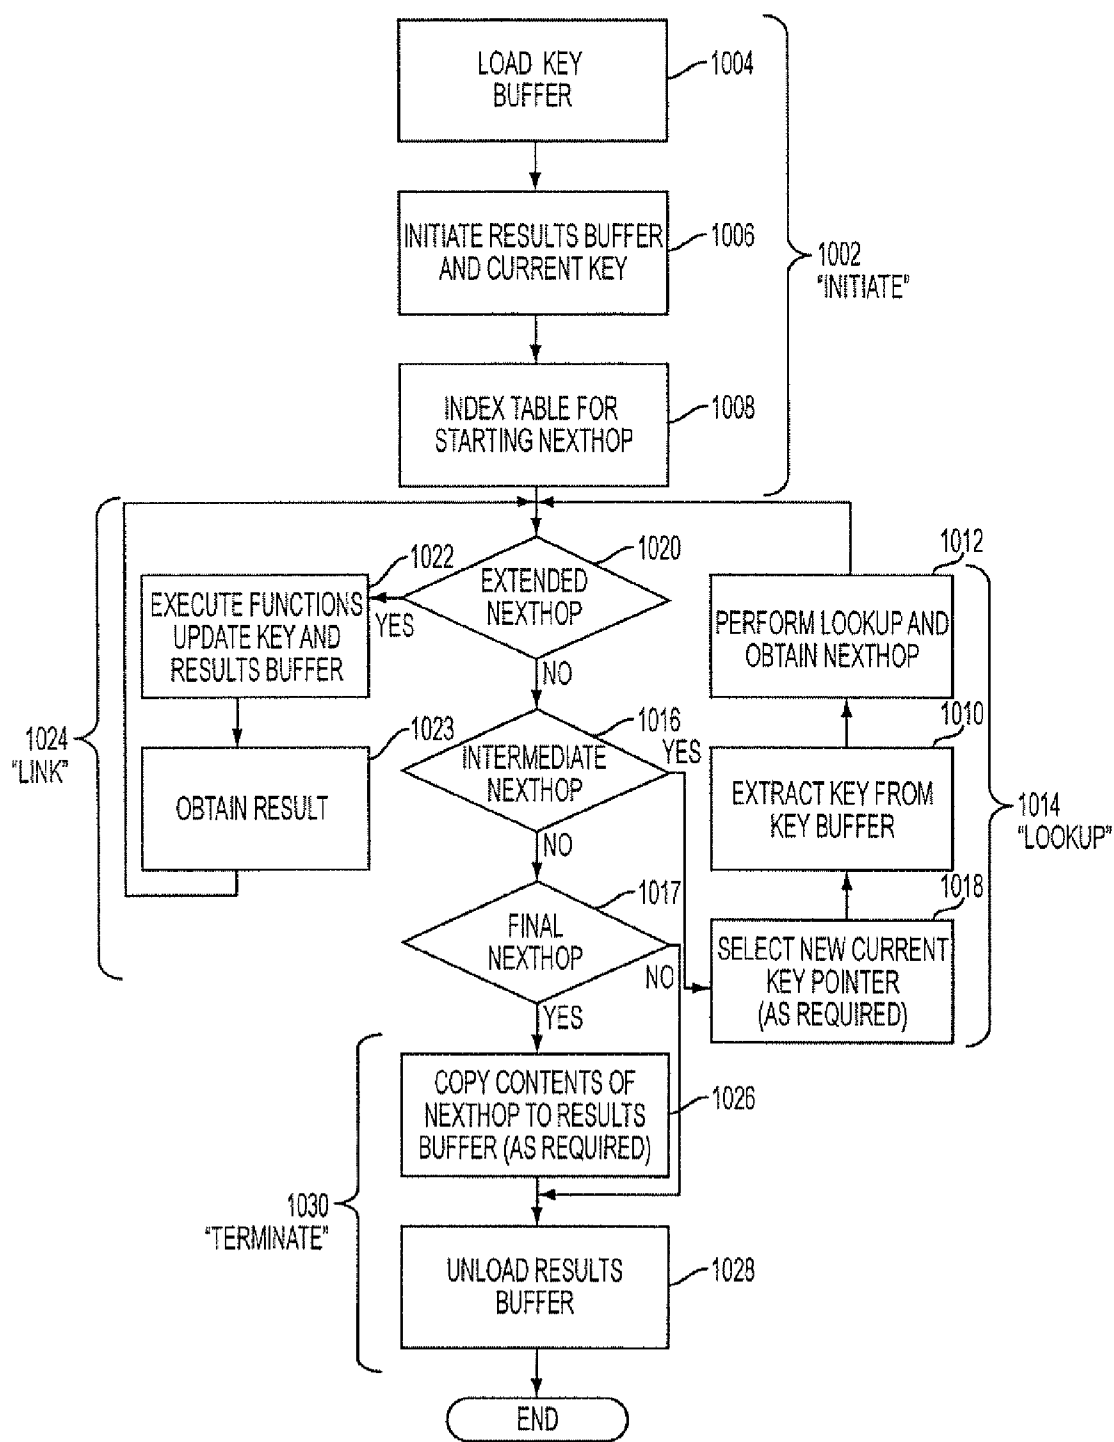 LOAD KEY
BUFFER
1004
INITIATE RESULTS BUFFER
AND CURRENT KEY
1006
1002
"INITIATE"
INDEX TABLE FOR
STARTING NEXTHOP
1008
EXTENDED
NEXTHOP
1020
YES
NO
1022
EXECUTE FUNCTIONS
UPDATE KEY AND
RESULTS BUFFER
1012
PERFORM LOOKUP AND
OBTAIN NEXTHOP
1024
"LINK"
1023
OBTAIN RESULT
INTERMEDIATE
NEXTHOP
1016
YES
NO
1010
EXTRACT KEY FROM
KEY BUFFER
1014
"LOOKUP"
FINAL
NEXTHOP
1017
NO
YES
1018
SELECT NEW CURRENT
KEY POINTER
(AS REQUIRED)
COPY CONTENTS OF
NEXTHOP TO RESULTS
BUFFER (AS REQUIRED)
1026
1030
"TERMINATE"
UNLOAD RESULTS
BUFFER
1028
END